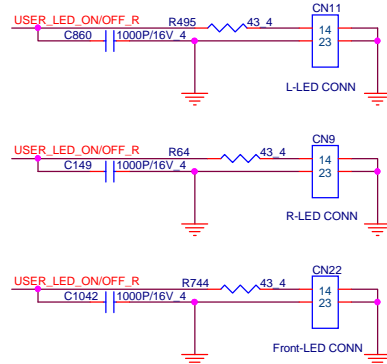 CN11
USER_LED_ON/OFF_R R495 43_4
14
C860 1000P/16V_4 23
L-LED CONN
CN9
USER_LED_ON/OFF_R R64 43_4
14
C149 1000P/16V_4 23
R-LED CONN
CN22
USER_LED_ON/OFF_R R744 43_4
14
C1042 1000P/16V_4 23
Front-LED CONN